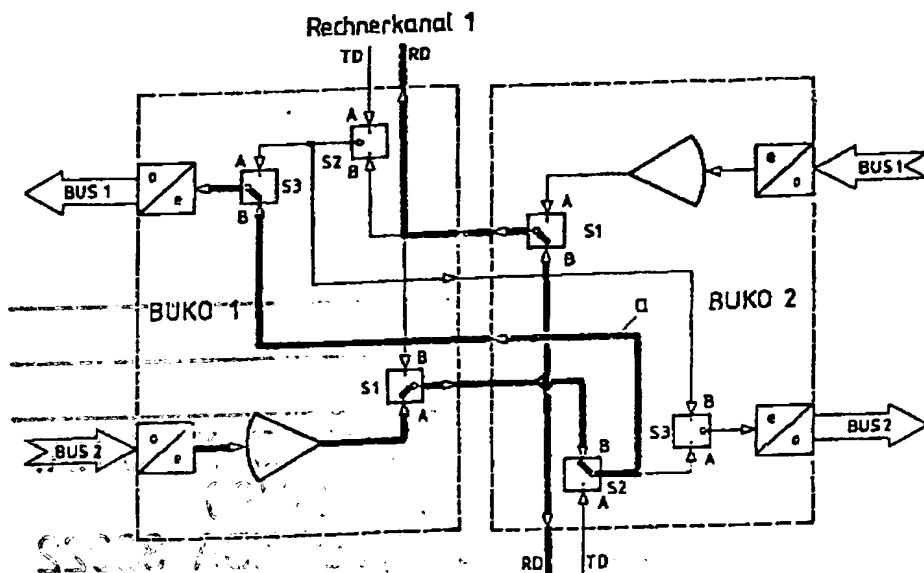 Rechnerkanal 1
TD RD
A
A S2
B
S3
B
BUS 1
o e
A
S1
B
e o
BUS 1
BUKO 1
a
BUKO 2
B
S1
A
BUS 2
o e
B
S3
A
e o
BUS 2
B
S2
A
RD TD